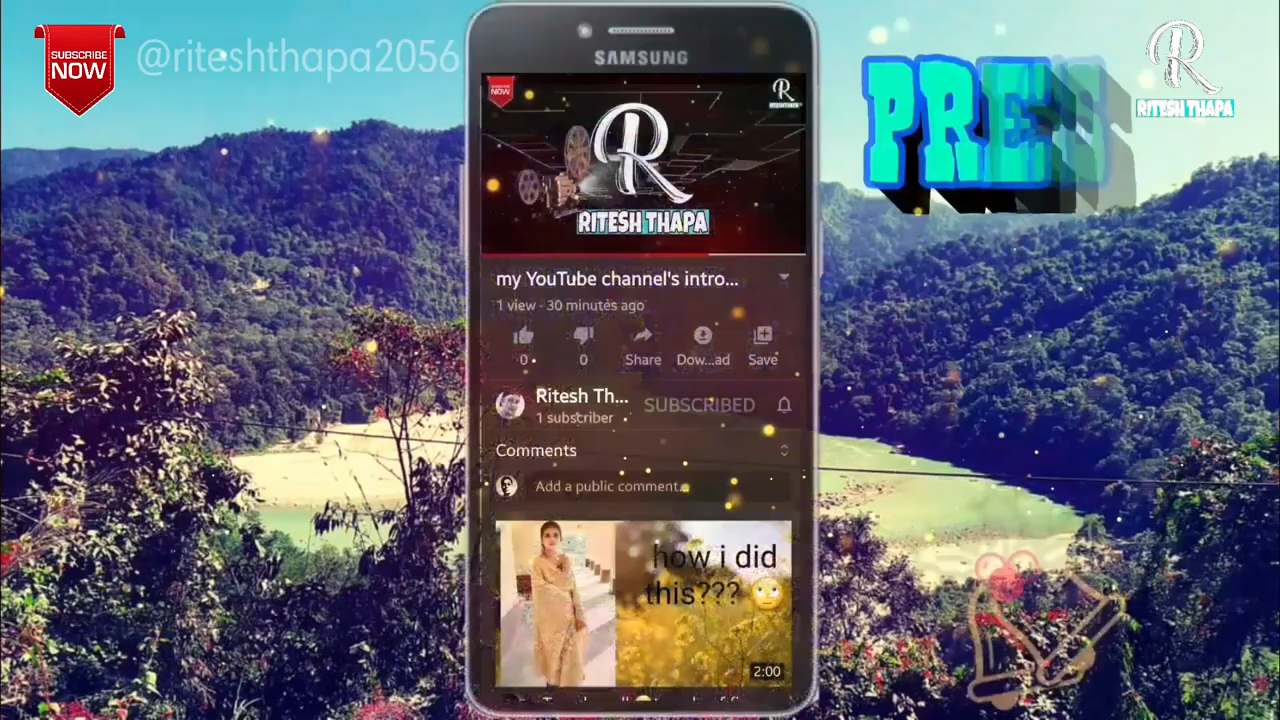 SUBSCRIBE
NOW
@riteshthapa2056
SAMSUNG
PRES
R
RITESH THAPA
NOW
R
R
RITESH THAPA
my YouTube channel's intro...
1 view · 30 minutes ago
0
0
Share
Dow...ad
Save
Ritesh Th...
1 subscriber
SUBSCRIBED
Comments
Add a public comment...
how i did
this??? 🙄
2:00